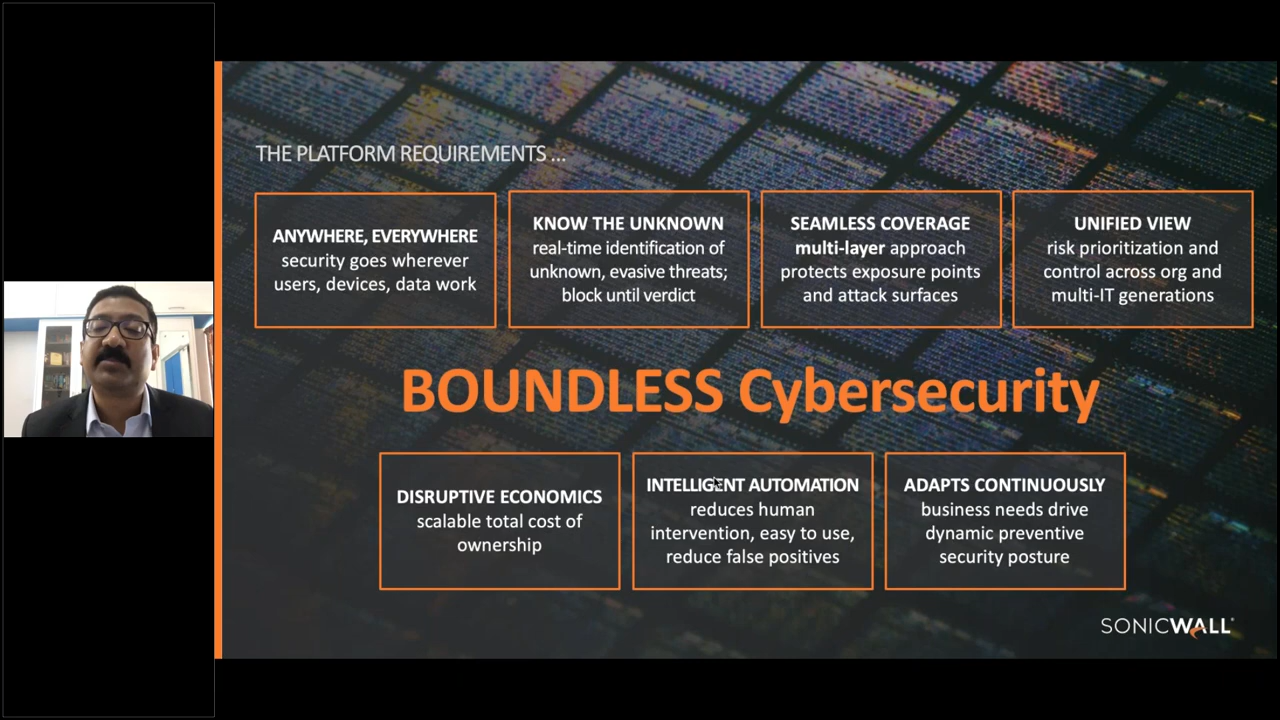 THE PLATFORM REQUIREMENTS ...
ANYWHERE, EVERYWHERE
security goes wherever
users, devices, data work
KNOW THE UNKNOWN
real-time identification of
unknown, evasive threats;
block until verdict
SEAMLESS COVERAGE
multi-layer approach
protects exposure points
and attack surfaces
UNIFIED VIEW
risk prioritization and
control across org and
multi-IT generations
BOUNDLESS Cybersecurity
DISRUPTIVE ECONOMICS
scalable total cost of
ownership
INTELLIGENT AUTOMATION
reduces human
intervention, easy to use,
reduce false positives
ADAPTS CONTINUOUSLY
business needs drive
dynamic preventive
security posture
SONICWALL®